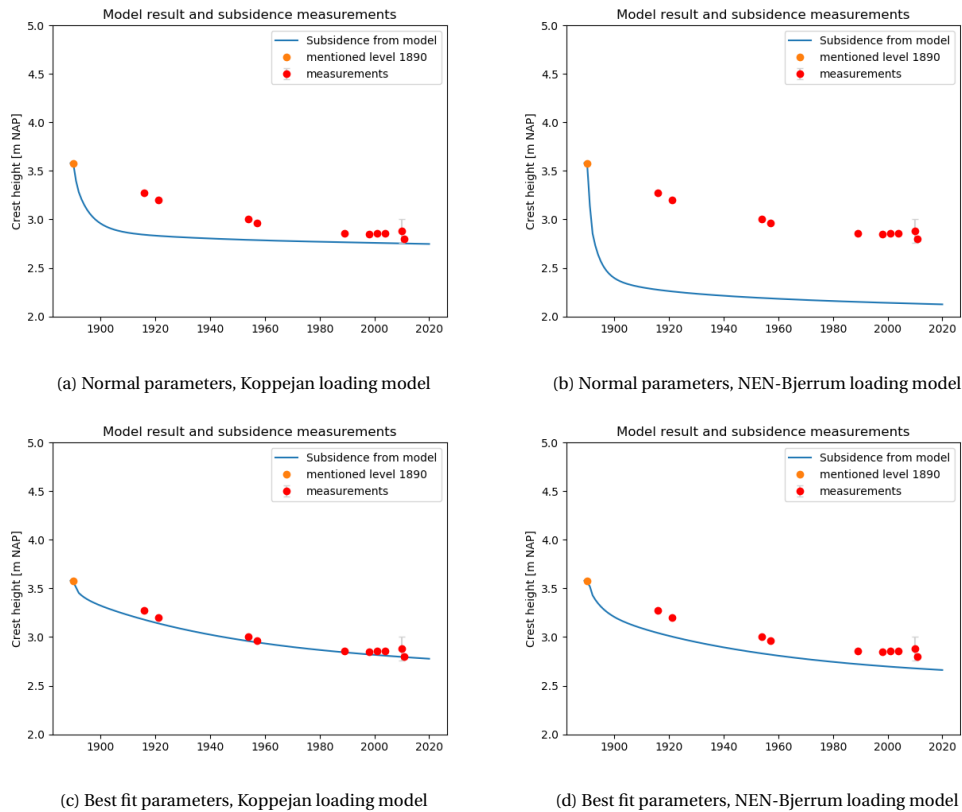 Model result and subsidence measurements
Subsidence from model
mentioned level 1890
measurements
Crest height [m NAP]
5.0
4.5
4.0
3.5
3.0
2.5
2.0
1900 1920 1940 1960 1980 2000 2020
(a) Normal parameters, Koppejan loading model
Model result and subsidence measurements
Subsidence from model
mentioned level 1890
measurements
Crest height [m NAP]
5.0
4.5
4.0
3.5
3.0
2.5
2.0
1900 1920 1940 1960 1980 2000 2020
(b) Normal parameters, NEN-Bjerrum loading model
Model result and subsidence measurements
Subsidence from model
mentioned level 1890
measurements
Crest height [m NAP]
5.0
4.5
4.0
3.5
3.0
2.5
2.0
1900 1920 1940 1960 1980 2000 2020
(c) Best fit parameters, Koppejan loading model
Model result and subsidence measurements
Subsidence from model
mentioned level 1890
measurements
Crest height [m NAP]
5.0
4.5
4.0
3.5
3.0
2.5
2.0
1900 1920 1940 1960 1980 2000 2020
(d) Best fit parameters, NEN-Bjerrum loading model